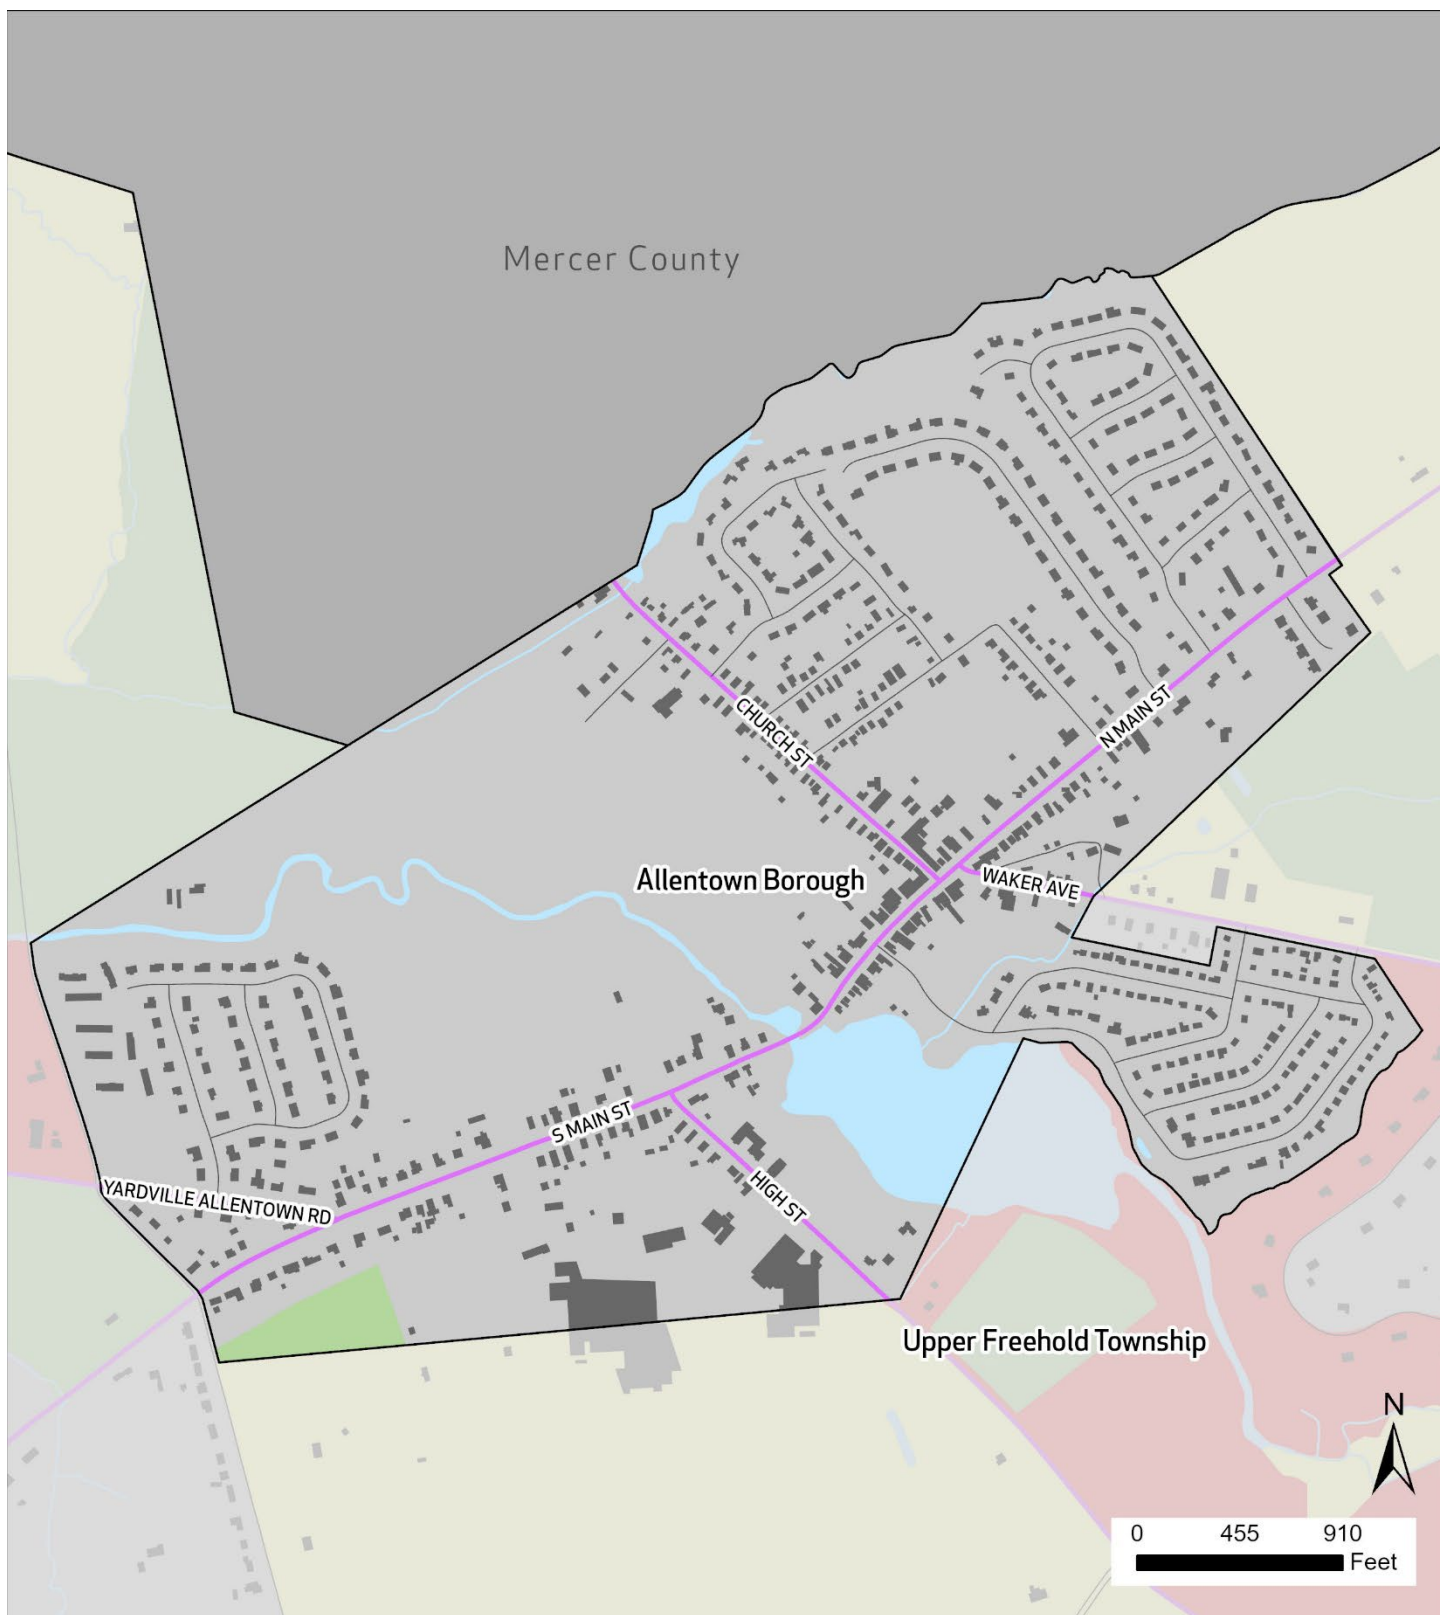 Mercer County
N MAIN ST
CHURCH ST
Allentown Borough
WAKER AVE
S MAIN ST
YARDVILLE ALLENTOWN RD
HIGH ST
Upper Freehold Township
N
0 455 910
Feet